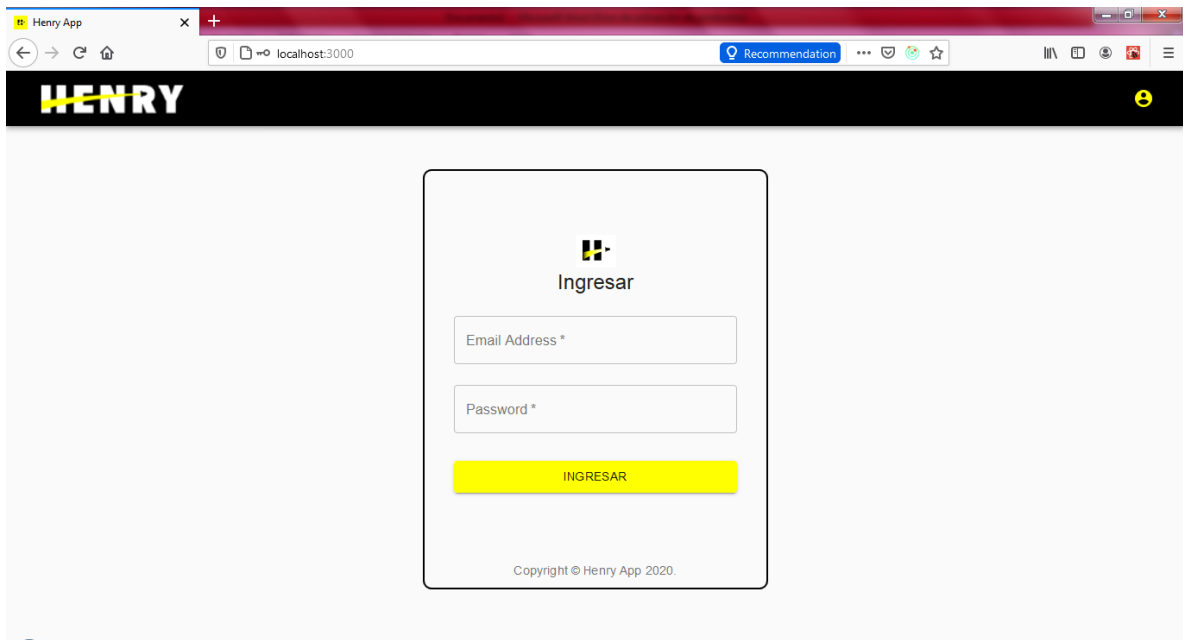 Henry App
localhost:3000
Recommendation
HENRY
H
Ingresar
Email Address *
Password *
INGRESAR
Copyright © Henry App 2020.